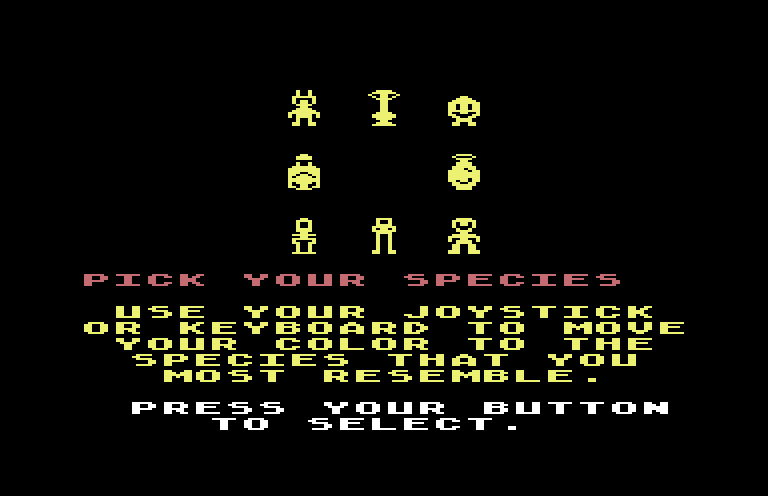 PICK YOUR SPECIES
USE YOUR JOYSTICK
OR KEYBOARD TO MOVE
YOUR COLOR TO THE
SPECIES THAT YOU
MOST RESEMBLE.
PRESS YOUR BUTTON
TO SELECT.